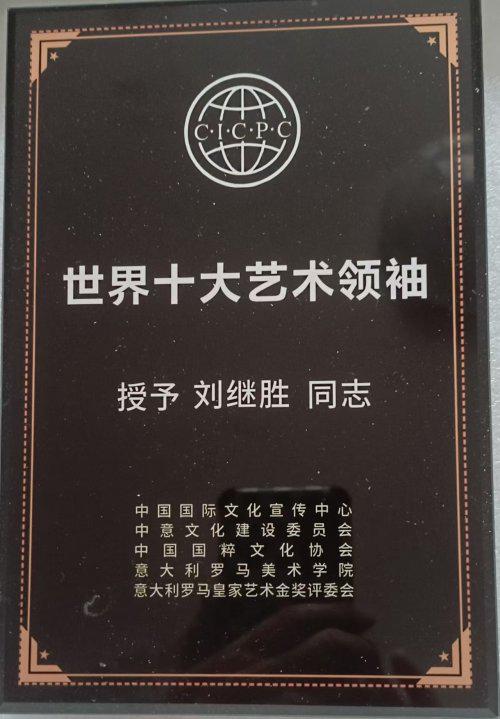 C·I·C·P·C
世界十大艺术领袖
授予 刘继胜 同志
中国国际文化宣传中心
中意文化建设委员会
中国国粹文化协会
意大利罗马美术学院
意大利罗马皇家艺术金奖评委会